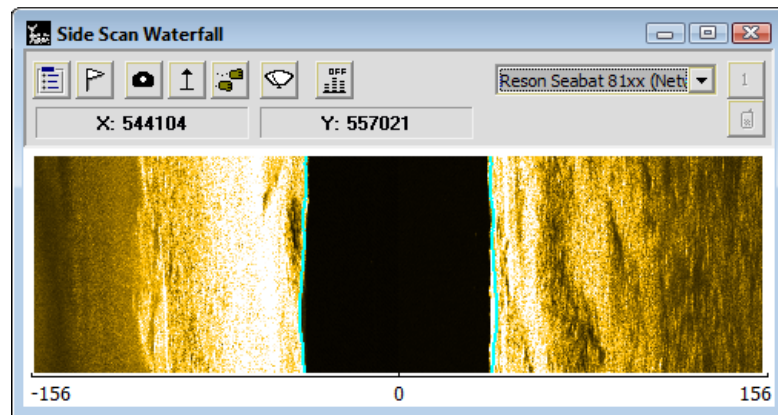 Side Scan Waterfall
OFF
Reson Seabat 81xx (Net
1
X: 544104
Y: 557021
-156
0
156